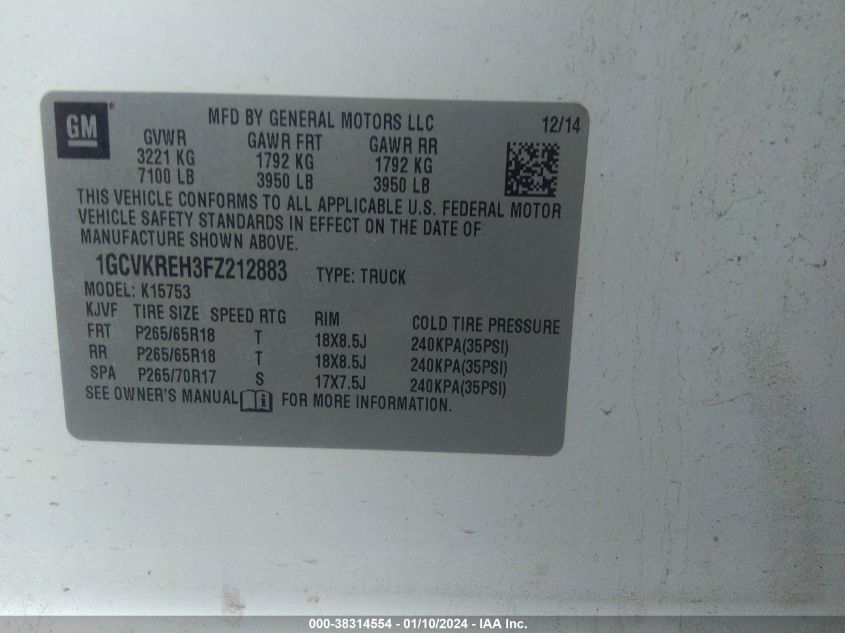 GM® MFD BY GENERAL MOTORS LLC 12/14
GVWR GAWR FRT GAWR RR
3221 KG 1792 KG 1792 KG
7100 LB 3950 LB 3950 LB
THIS VEHICLE CONFORMS TO ALL APPLICABLE U.S. FEDERAL MOTOR
VEHICLE SAFETY STANDARDS IN EFFECT ON THE DATE OF
MANUFACTURE SHOWN ABOVE.
1GCVKREH3FZ212883 TYPE: TRUCK
MODEL: K15753
KJVF TIRE SIZE SPEED RTG RIM COLD TIRE PRESSURE
FRT P265/65R18 T 18X8.5J 240KPA(35PSI)
RR P265/65R18 T 18X8.5J 240KPA(35PSI)
SPA P265/70R17 S 17X7.5J 240KPA(35PSI)
SEE OWNER'S MANUAL FOR MORE INFORMATION.
000-38314554 - 01/10/2024 - IAA Inc.